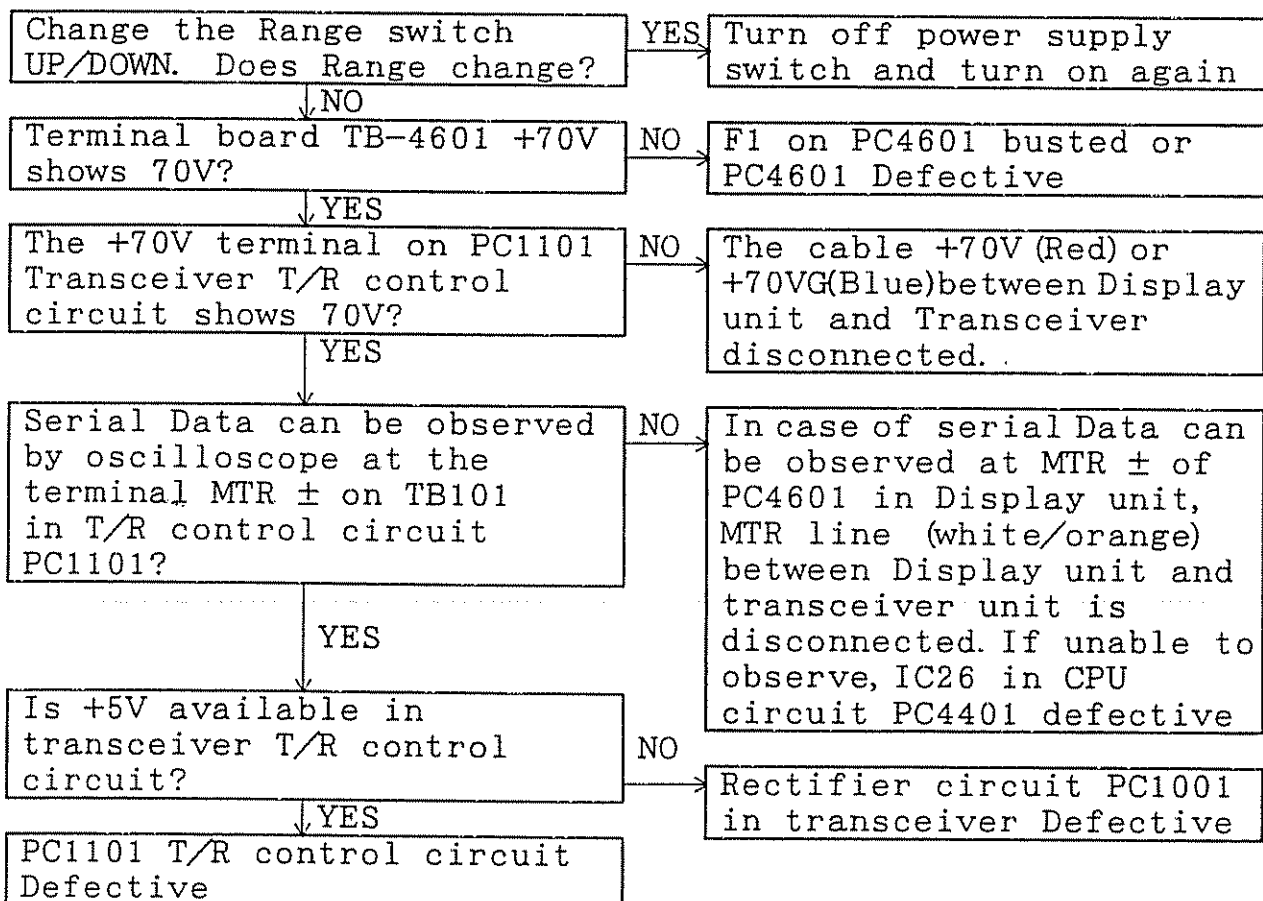 Change the Range switch
UP/DOWN. Does Range change?
YES
Turn off power supply
switch and turn on again
NO
Terminal board TB-4601 +70V
shows 70V?
NO
F1 on PC4601 busted or
PC4601 Defective
YES
The +70V terminal on PC1101
Transceiver T/R control
circuit shows 70V?
NO
The cable +70V (Red) or
+70VG(Blue)between Display
unit and Transceiver
disconnected.
YES
Serial Data can be observed
by oscilloscope at the
terminal MTR ± on TB101
in T/R control circuit
PC1101?
NO
In case of serial Data can
be observed at MTR ± of
PC4601 in Display unit,
MTR line (white/orange)
between Display unit and
transceiver unit is
disconnected. If unable to
observe, IC26 in CPU
circuit PC4401 defective
YES
Is +5V available in
transceiver T/R control
circuit?
NO
Rectifier circuit PC1001
in transceiver Defective
YES
PC1101 T/R control circuit
Defective